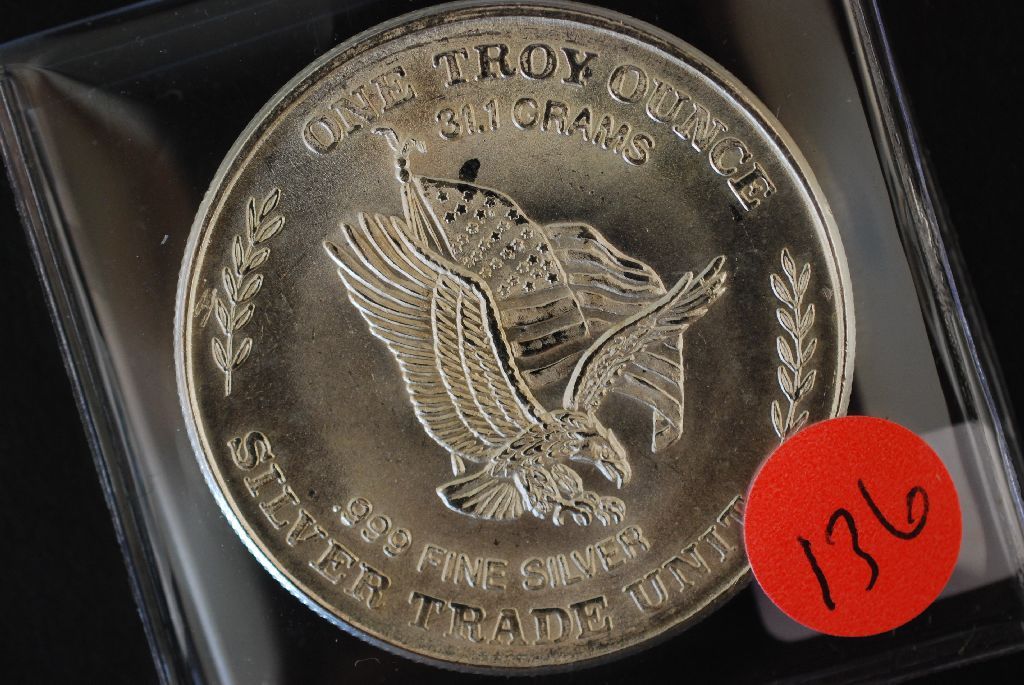 ONE TROY OUNCE
31.1 GRAMS
.999 FINE SILVER
SILVER TRADE UNIT
136